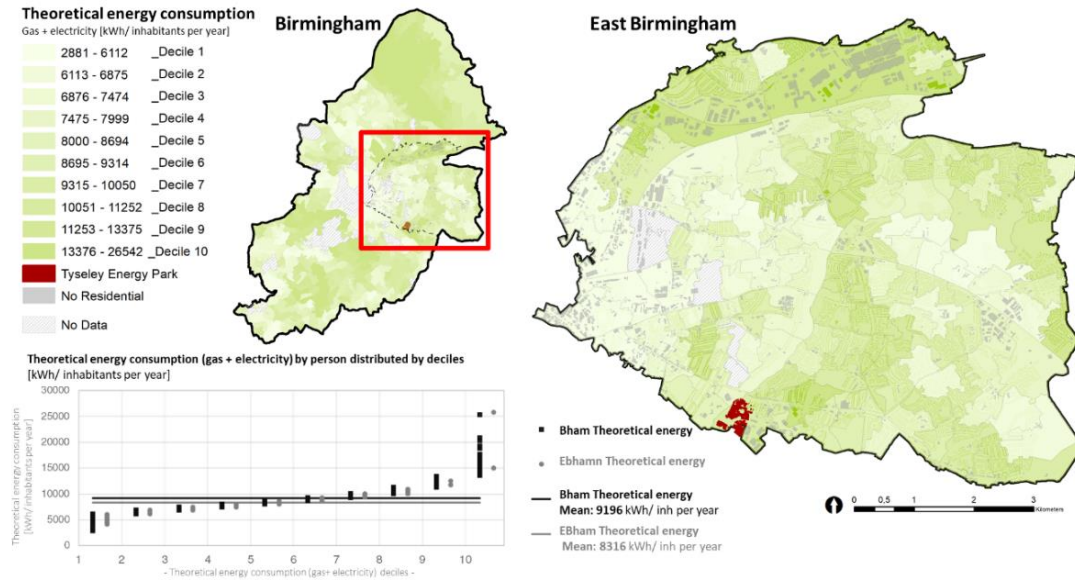 Theoretical energy consumption
Gas + electricity [kWh/ inhabitants per year]
2881 - 6112 _Decile 1
6113 - 6875 _Decile 2
6876 - 7474 _Decile 3
7475 - 7999 _Decile 4
8000 - 8694 _Decile 5
8695 - 9314 _Decile 6
9315 - 10050 _Decile 7
10051 - 11252 _Decile 8
11253 - 13375 _Decile 9
13376 - 26542 _Decile 10
Tyseley Energy Park
No Residential
No Data
Birmingham
East Birmingham
Theoretical energy consumption (gas + electricity) by person distributed by deciles
[kWh/ inhabitants per year]
Theoretical energy consumption
[kWh/ inhabitants per year]
30000
25000
20000
15000
10000
5000
0
1 2 3 4 5 6 7 8 9 10
- Theoretical energy consumption (gas+ electricity) deciles -
Bham Theoretical energy
Ebhamn Theoretical energy
Bham Theoretical energy
Mean: 9196 kWh/ inh per year
EBham Theoretical energy
Mean: 8316 kWh/ inh per year
0 0,5 1 2 3
Kilometers